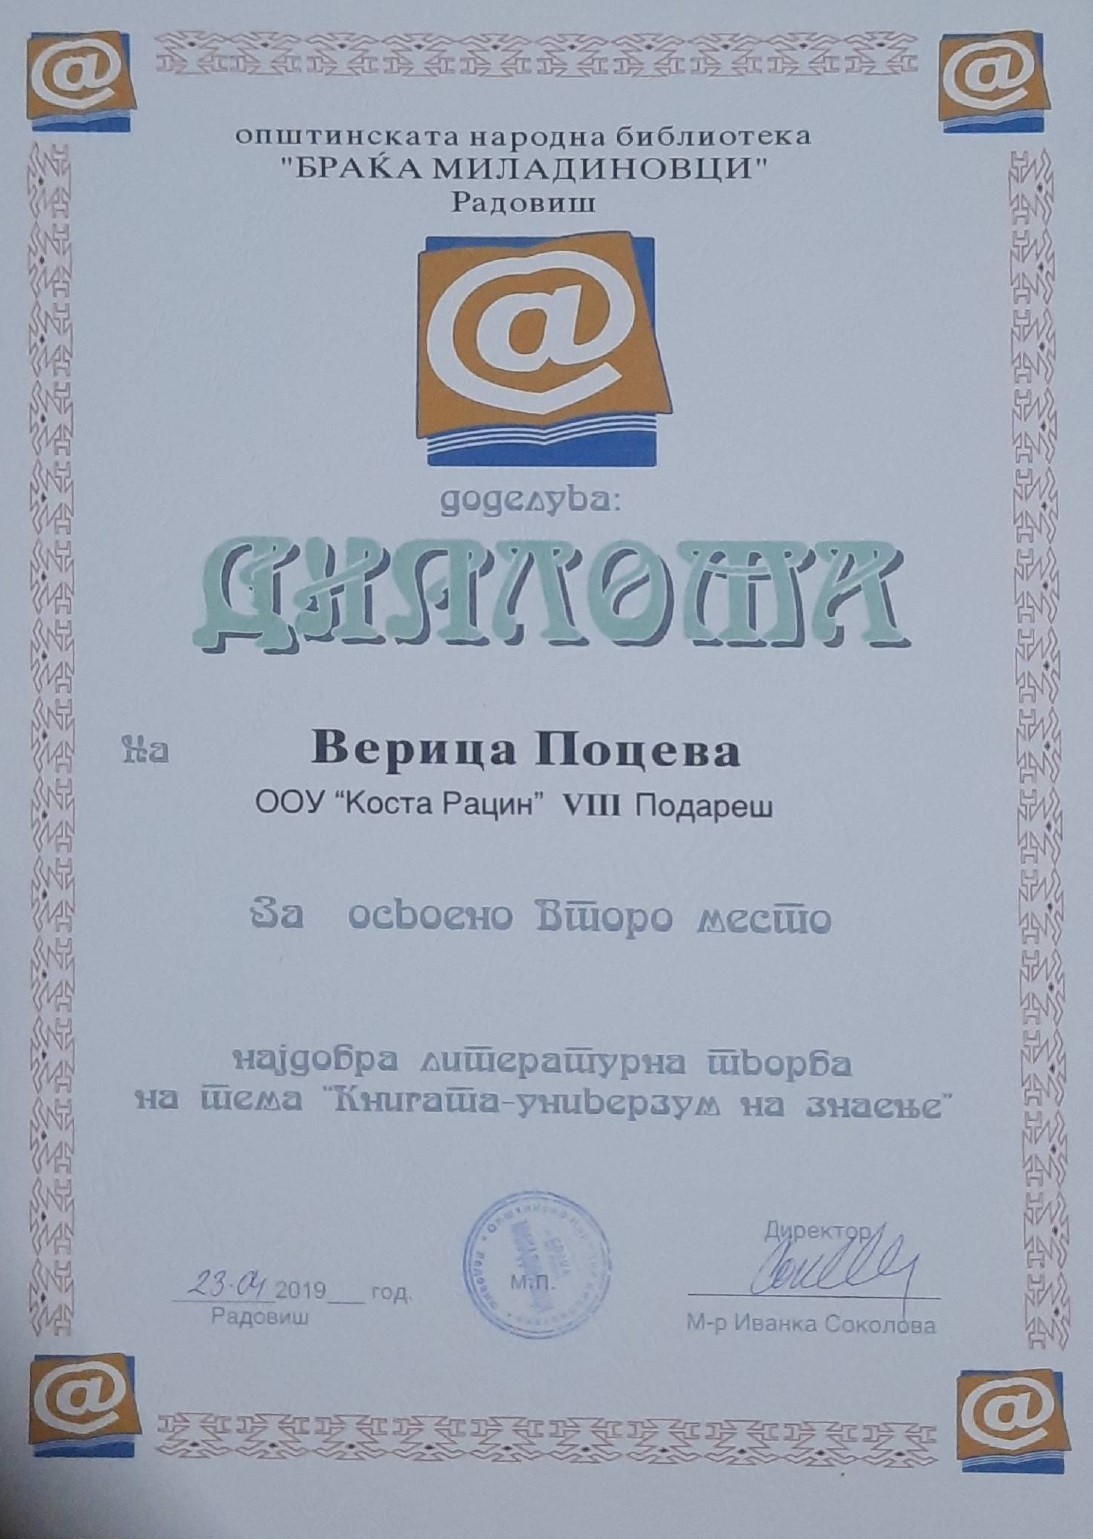 општинската народна библиотека
"БРАЌА МИЛАДИНОВЦИ"
Радовиш
@
доделува:
ДИПЛОМА
на Верица Поцева
ООУ “Коста Рацин” VIII Подареш
За освоено Второ место
најдобра литературна творба
на тема "Книгата-универзум на знаење"
23.04 2019___ год.
Радовиш
М.П.
Директор
М-р Иванка Соколова